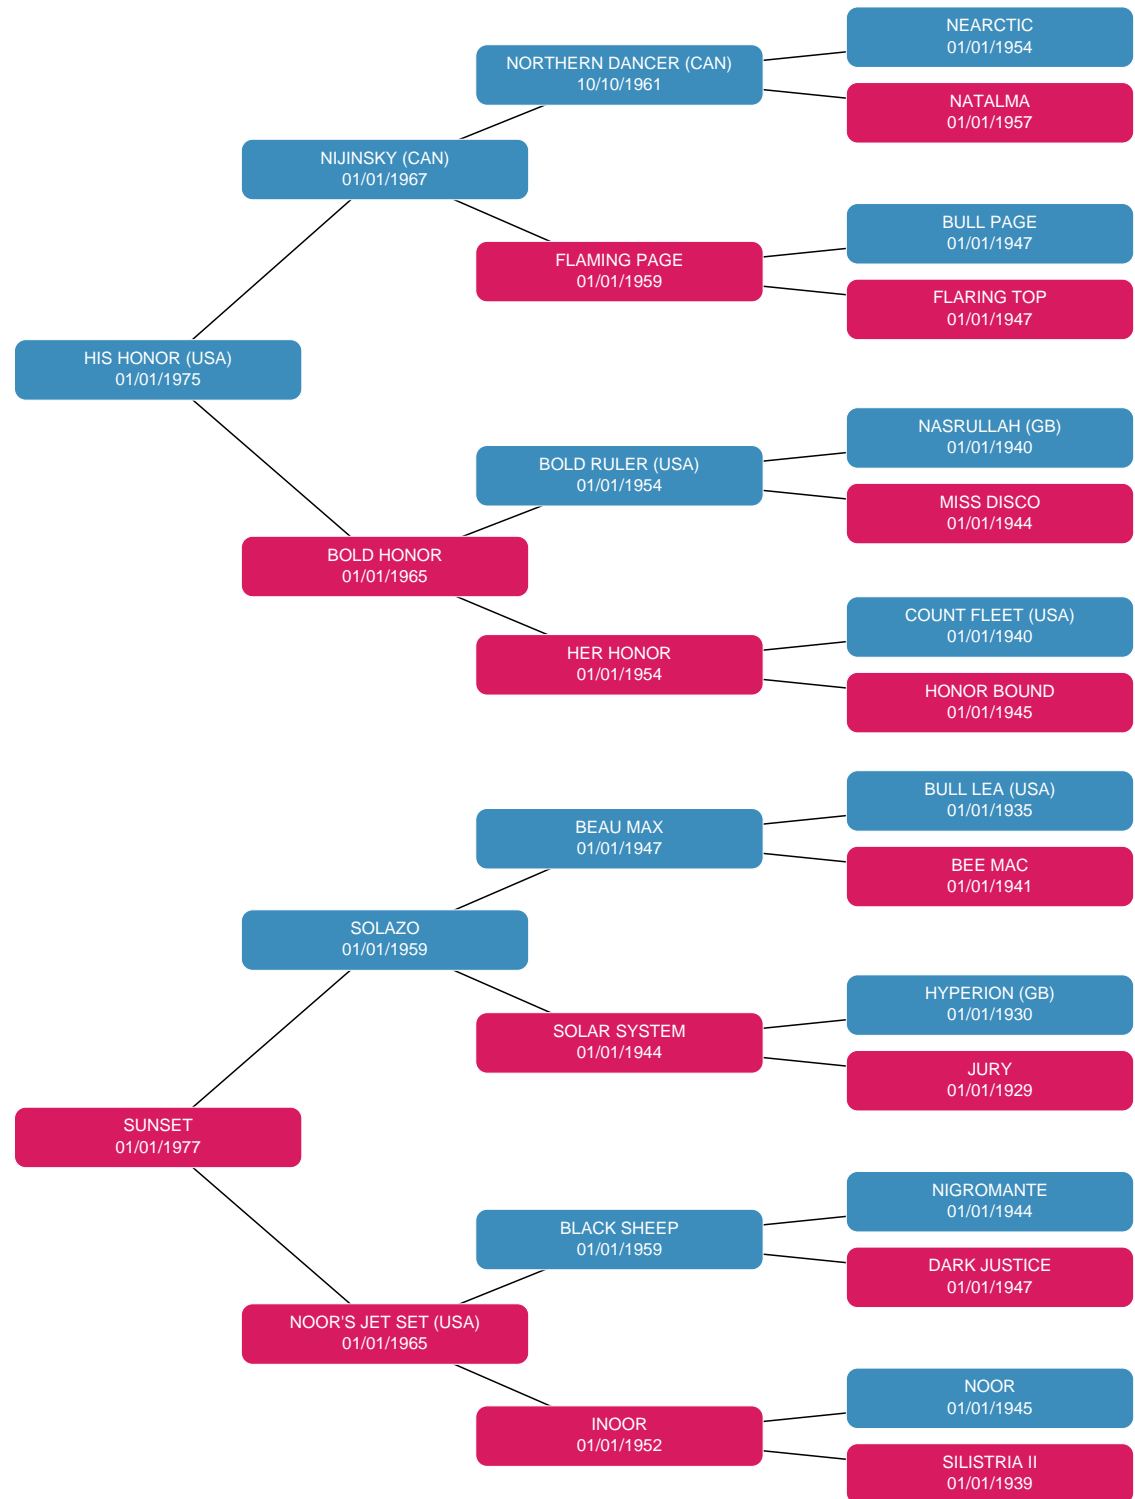 NEARCTIC
01/01/1954
NORTHERN DANCER (CAN)
10/10/1961
NATALMA
01/01/1957
NIJINSKY (CAN)
01/01/1967
BULL PAGE
01/01/1947
FLAMING PAGE
01/01/1959
FLARING TOP
01/01/1947
HIS HONOR (USA)
01/01/1975
NASRULLAH (GB)
01/01/1940
BOLD RULER (USA)
01/01/1954
MISS DISCO
01/01/1944
BOLD HONOR
01/01/1965
COUNT FLEET (USA)
01/01/1940
HER HONOR
01/01/1954
HONOR BOUND
01/01/1945
BULL LEA (USA)
01/01/1935
BEAU MAX
01/01/1947
BEE MAC
01/01/1941
SOLAZO
01/01/1959
HYPERION (GB)
01/01/1930
SOLAR SYSTEM
01/01/1944
JURY
01/01/1929
SUNSET
01/01/1977
NIGROMANTE
01/01/1944
BLACK SHEEP
01/01/1959
DARK JUSTICE
01/01/1947
NOOR'S JET SET (USA)
01/01/1965
NOOR
01/01/1945
INOOR
01/01/1952
SILISTRIA II
01/01/1939